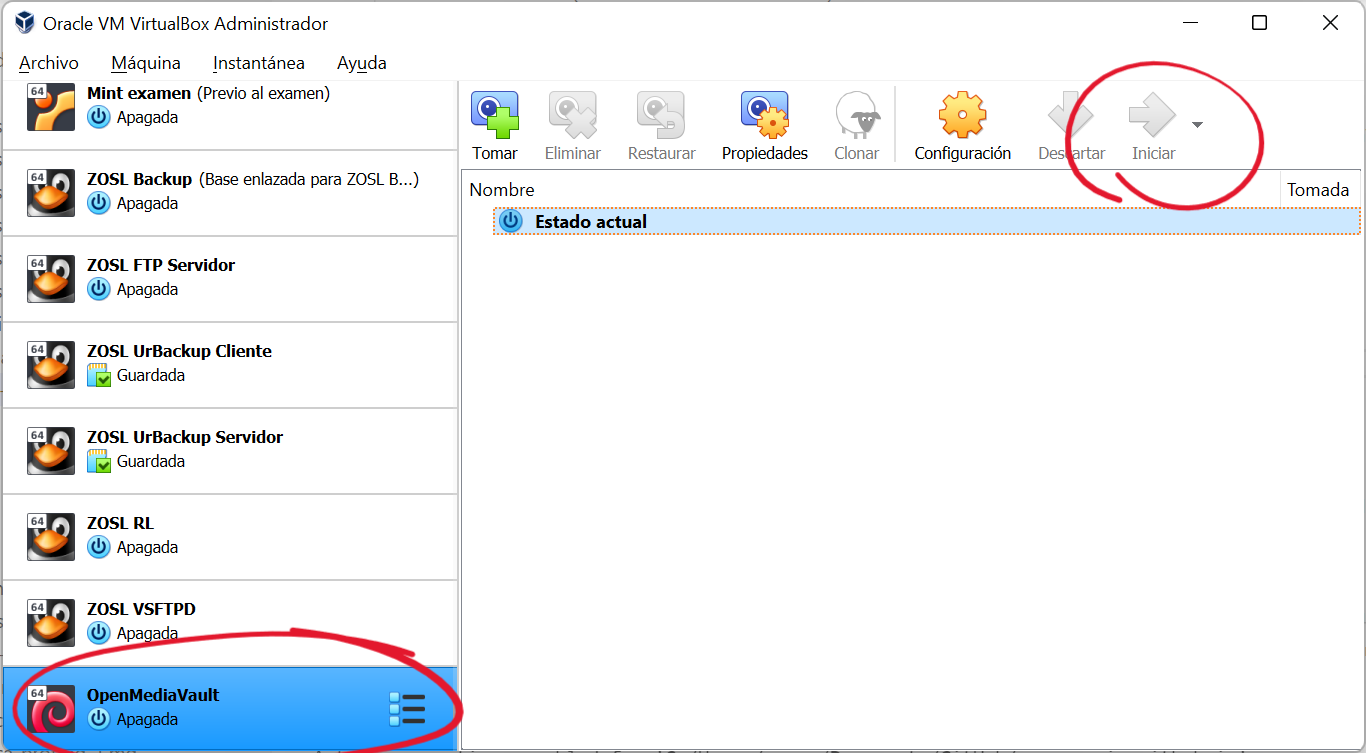 Oracle VM VirtualBox Administrador
Archivo Máquina Instantánea Ayuda
64 Mint examen (Previo al examen)
Apagada
64 ZOSL Backup (Base enlazada para ZOSL B...)
Apagada
64 ZOSL FTP Servidor
Apagada
64 ZOSL UrBackup Cliente
Guardada
64 ZOSL UrBackup Servidor
Guardada
64 ZOSL RL
Apagada
64 ZOSL VSFTPD
Apagada
64 OpenMediaVault
Apagada
Tomar Eliminar Restaurar Propiedades Clonar Configuración Descartar Iniciar
Nombre Tomada
Estado actual